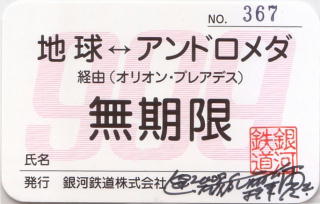 NO. 367
999
地球↔アンドロメダ
経由(オリオン・プレアデス)
無期限
氏名
発行 銀河鉄道株式会社
銀河鉄道